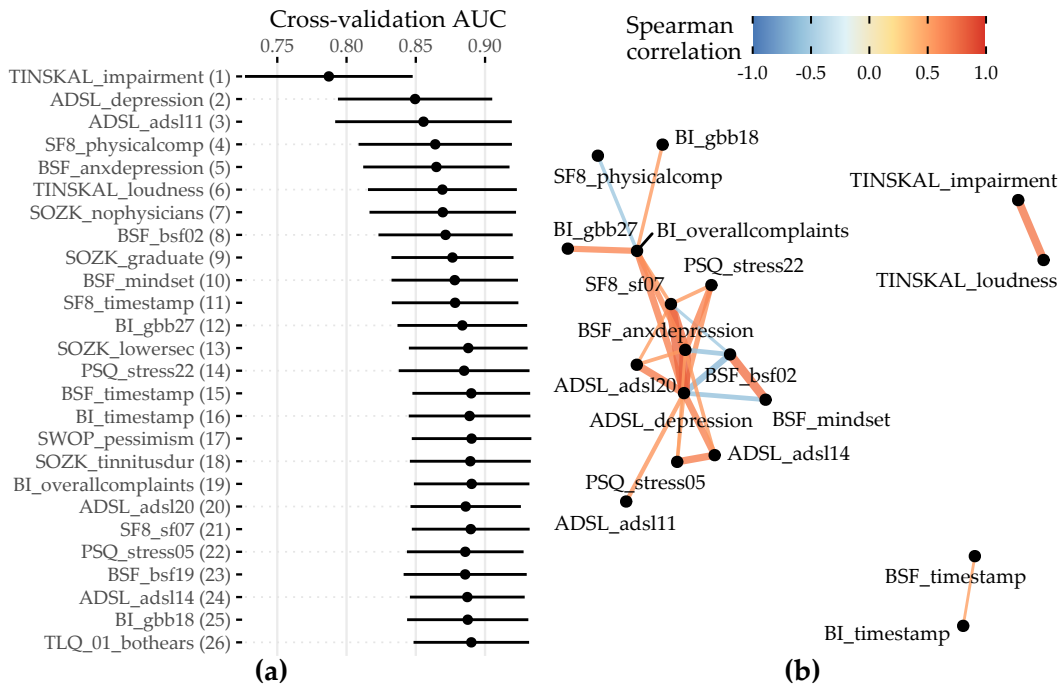 Cross-validation AUC
0.75 0.80 0.85 0.90
TINSKAL_impairment (1)
ADSL_depression (2)
ADSL_adsl11 (3)
SF8_physicalcomp (4)
BSF_anxdepression (5)
TINSKAL_loudness (6)
SOZK_nophysicians (7)
BSF_bsf02 (8)
SOZK_graduate (9)
BSF_mindset (10)
SF8_timestamp (11)
BI_gbb27 (12)
SOZK_lowersec (13)
PSQ_stress22 (14)
BSF_timestamp (15)
BI_timestamp (16)
SWOP_pessimism (17)
SOZK_tinnitusdur (18)
BI_overallcomplaints (19)
ADSL_adsl20 (20)
SF8_sf07 (21)
PSQ_stress05 (22)
BSF_bsf19 (23)
ADSL_adsl14 (24)
BI_gbb18 (25)
TLQ_01_bothears (26)
(a)
Spearman
correlation
-1.0 -0.5 0.0 0.5 1.0
BI_gbb18
SF8_physicalcomp
TINSKAL_impairment
BI_gbb27
BI_overallcomplaints
PSQ_stress22
TINSKAL_loudness
SF8_sf07
BSF_anxdepression
BSF_bsf02
ADSL_adsl20
ADSL_depression
BSF_mindset
ADSL_adsl14
PSQ_stress05
ADSL_adsl11
BSF_timestamp
BI_timestamp
(b)